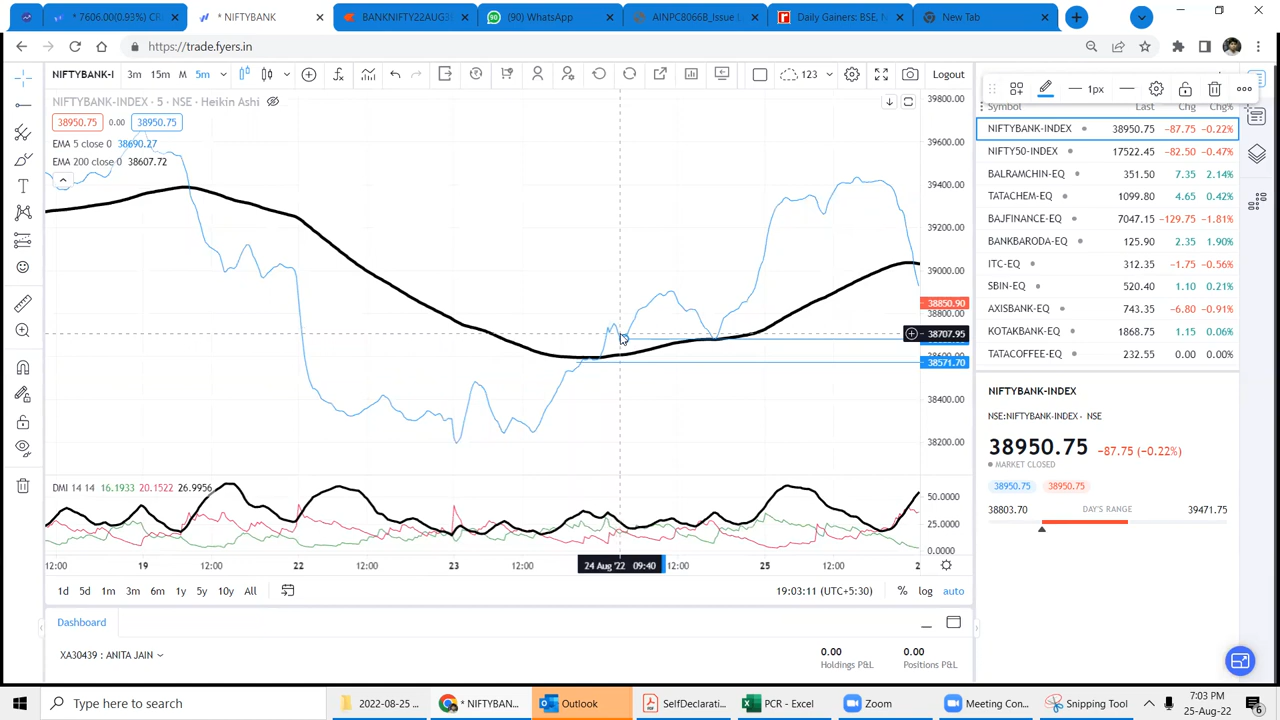 * 7606.00(0.93%) CR
* NIFTYBANK
BANKNIFTY22AUG3
(90) WhatsApp
AINPC8066B_Issue L
Daily Gainers: BSE, N
New Tab
https://trade.fyers.in
NIFTYBANK-I
3m 15m M 5m
123
Logout
1px
NIFTYBANK-INDEX • 5 • NSE • Heikin Ashi
38950.75 0.00 38950.75
EMA 5 close 0 38690.27
EMA 200 close 0 38607.72
39800.00
39600.00
39400.00
39200.00
39000.00
38850.90
38800.00
38707.95
38600.00
38571.70
38400.00
38200.00
Symbol Last Chg Chg%
NIFTYBANK-INDEX 38950.75 -87.75 -0.22%
NIFTY50-INDEX 17522.45 -82.50 -0.47%
BALRAMCHIN-EQ 351.50 7.35 2.14%
TATACHEM-EQ 1099.80 4.65 0.42%
BAJFINANCE-EQ 7047.15 -129.75 -1.81%
BANKBARODA-EQ 125.90 2.35 1.90%
ITC-EQ 312.35 -1.75 -0.56%
SBIN-EQ 520.40 1.10 0.21%
AXISBANK-EQ 743.35 -6.80 -0.91%
KOTAKBANK-EQ 1868.75 1.15 0.06%
TATACOFFEE-EQ 232.55 0.00 0.00%
NIFTYBANK-INDEX
NSE:NIFTYBANK-INDEX • NSE
38950.75 -87.75 (-0.22%)
MARKET CLOSED
38950.75 38950.75
38803.70 DAY'S RANGE 39471.75
DMI 14 14 16.1933 20.1522 26.9956
50.0000
25.0000
0.0000
12:00 19 12:00 22 12:00 23 12:00 24 Aug '22 09:40 12:00 25 12:00 2
1d 5d 1m 3m 6m 1y 5y 10y All
19:03:11 (UTC+5:30) % log auto
Dashboard
XA30439 : ANITA JAIN
0.00 0.00
Holdings P&L Positions P&L
Type here to search
2022-08-25 ...
* NIFTYBAN...
Outlook
SelfDeclarati...
PCR - Excel
Zoom
Meeting Con...
Snipping Tool
7:03 PM
25-Aug-22
6